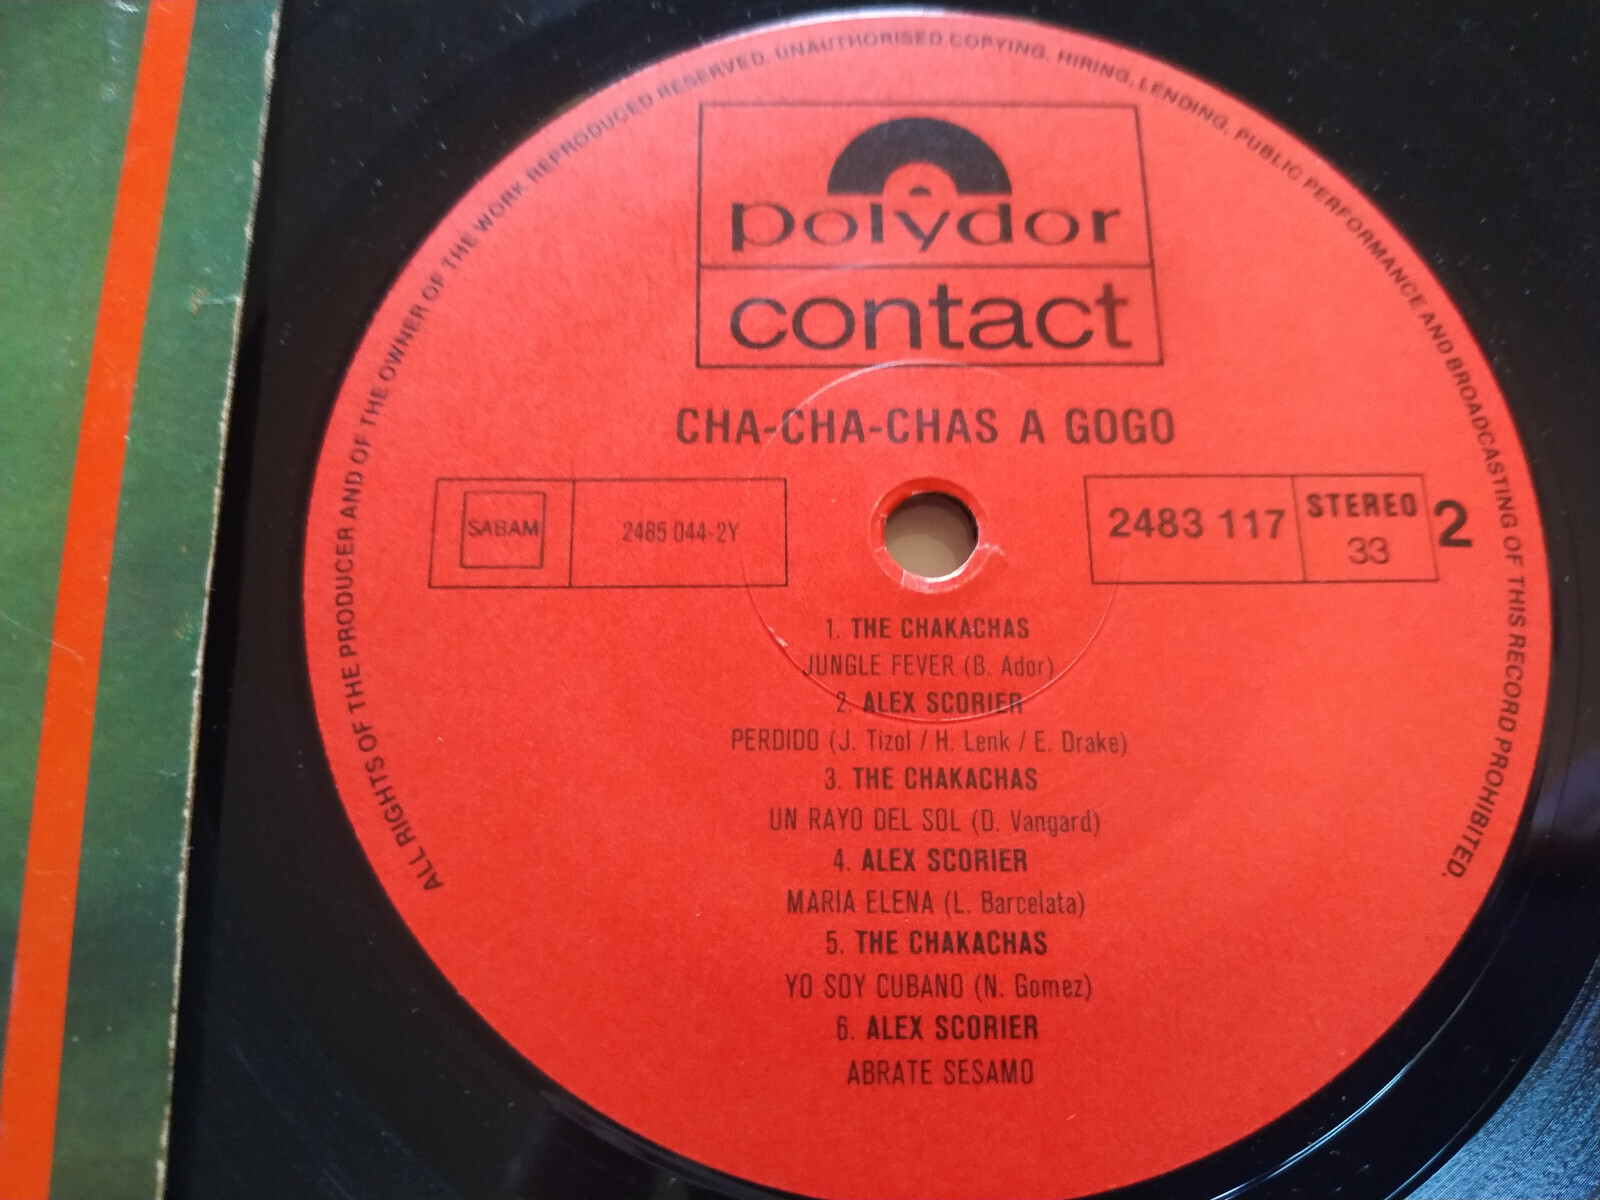 ALL RIGHTS OF THE PRODUCER AND OF THE OWNER OF THE WORK REPRODUCED RESERVED. UNAUTHORISED COPYING, HIRING, LENDING, PUBLIC PERFORMANCE AND BROADCASTING OF THIS RECORD PROHIBITED.
polydor
contact
CHA-CHA-CHAS A GOGO
SABAM
2485 044-2Y
2483 117
STEREO
33
2
1. THE CHAKACHAS
JUNGLE FEVER (B. Ador)
2. ALEX SCORIER
PERDIDO (J. Tizol / H. Lenk / E. Drake)
3. THE CHAKACHAS
UN RAYO DEL SOL (D. Vangard)
4. ALEX SCORIER
MARIA ELENA (L. Barcelata)
5. THE CHAKACHAS
YO SOY CUBANO (N. Gomez)
6. ALEX SCORIER
ABRATE SESAMO